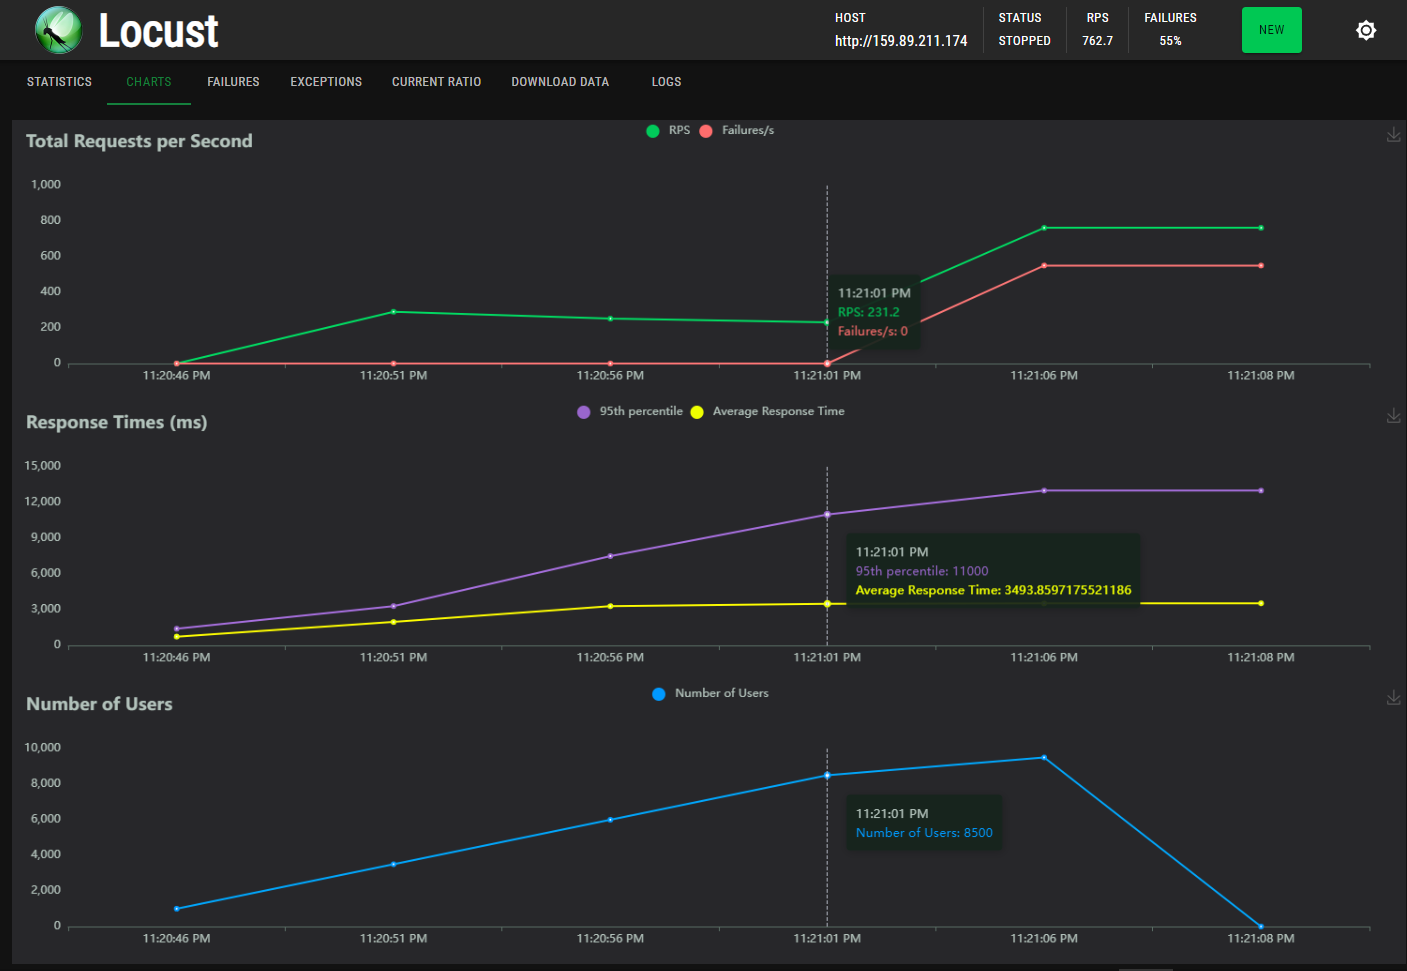 Locust
HOST
http://159.89.211.174
STATUS
STOPPED
RPS
762.7
FAILURES
55%
NEW
STATISTICS CHARTS FAILURES EXCEPTIONS CURRENT RATIO DOWNLOAD DATA LOGS
Total Requests per Second
RPS Failures/s
1,000
800
600
400
200
0
11:21:01 PM
RPS: 231.2
Failures/s: 0
11:20:46 PM 11:20:51 PM 11:20:56 PM 11:21:01 PM 11:21:06 PM 11:21:08 PM
Response Times (ms)
95th percentile Average Response Time
15,000
12,000
9,000
6,000
3,000
0
11:21:01 PM
95th percentile: 11000
Average Response Time: 3493.8597175521186
11:20:46 PM 11:20:51 PM 11:20:56 PM 11:21:01 PM 11:21:06 PM 11:21:08 PM
Number of Users
Number of Users
10,000
8,000
6,000
4,000
2,000
0
11:21:01 PM
Number of Users: 8500
11:20:46 PM 11:20:51 PM 11:20:56 PM 11:21:01 PM 11:21:06 PM 11:21:08 PM